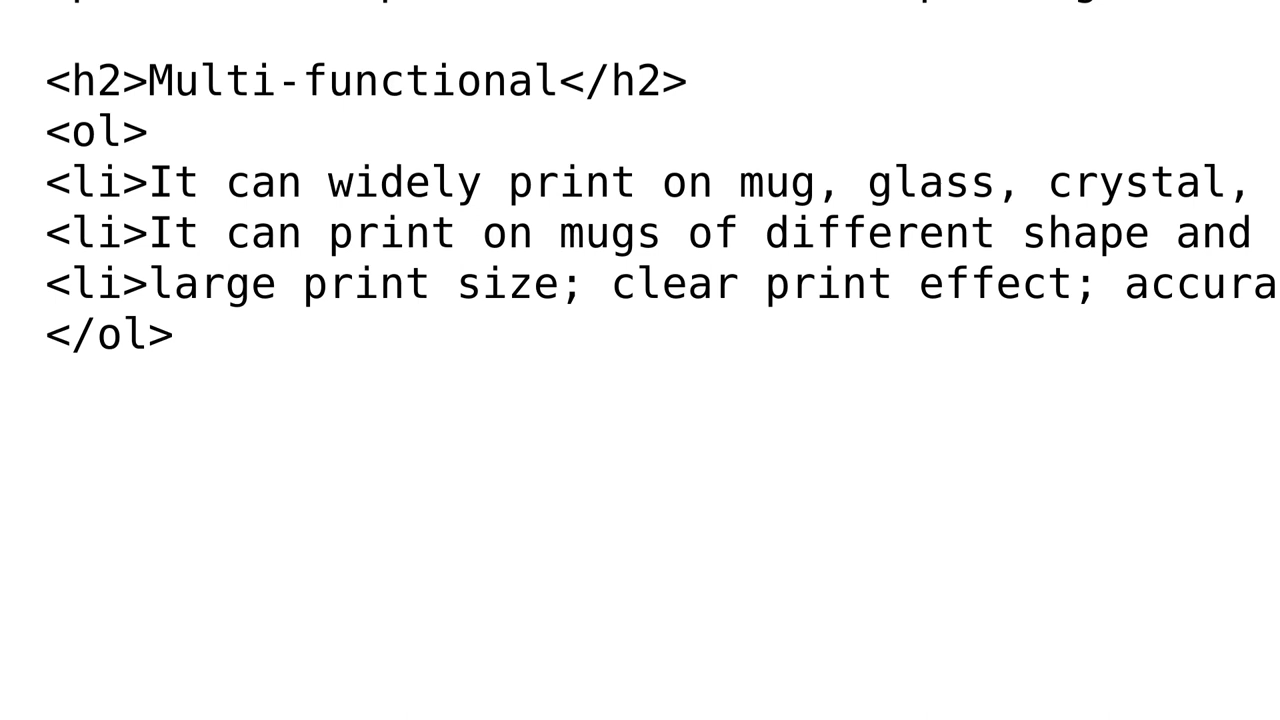 <h2>Multi-functional</h2>
<ol>
<li>It can widely print on mug, glass, crystal,
<li>It can print on mugs of different shape and
<li>large print size; clear print effect; accura
</ol>